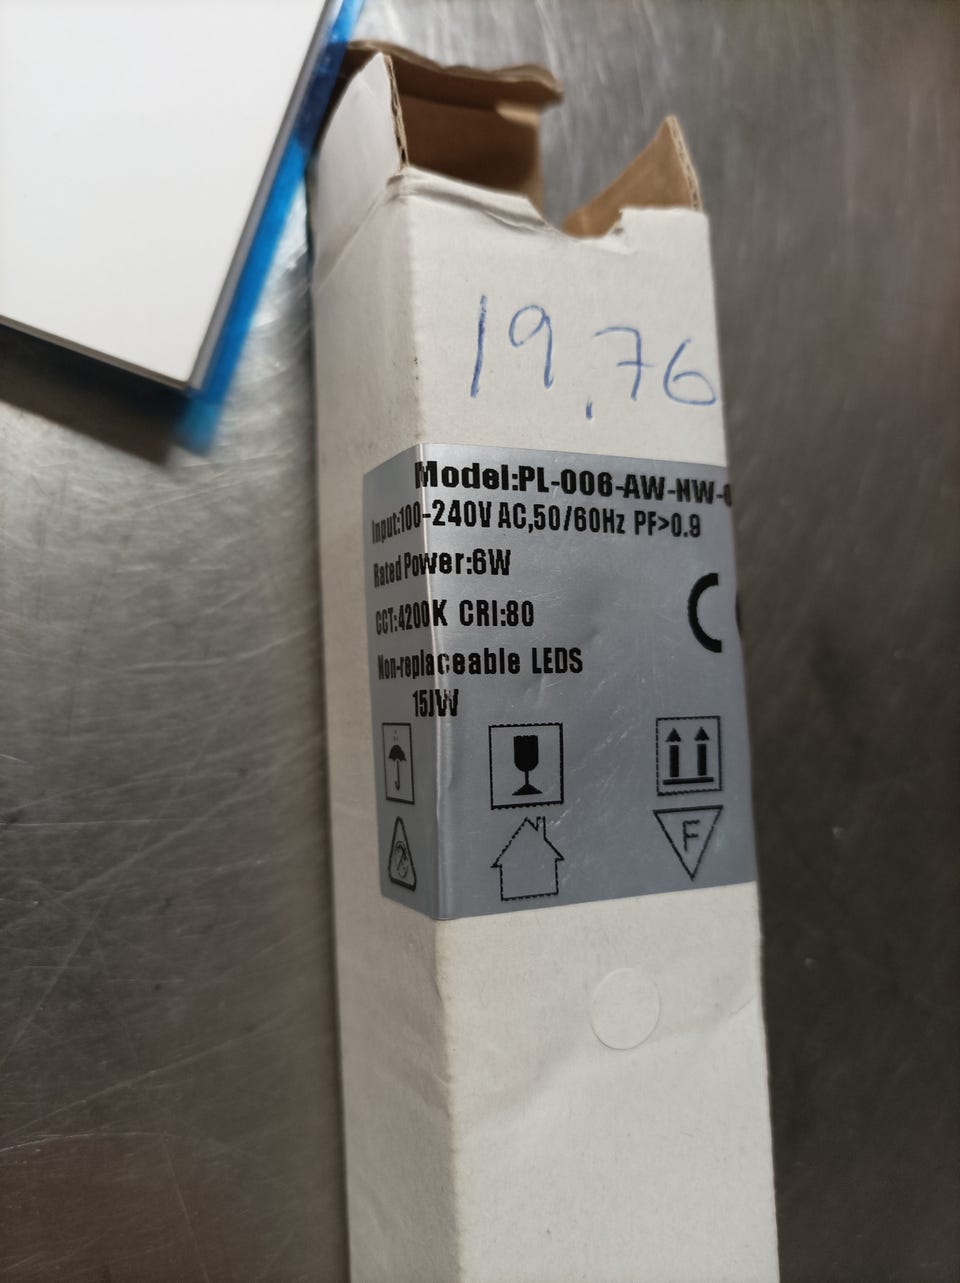 19,76
Model:PL-006-AW-NW-
Input:100-240V AC,50/60Hz PF>0.9
Rated Power:6W
CCT:4200K CRI:80
Non-replaceable LEDS
15JW
C
F